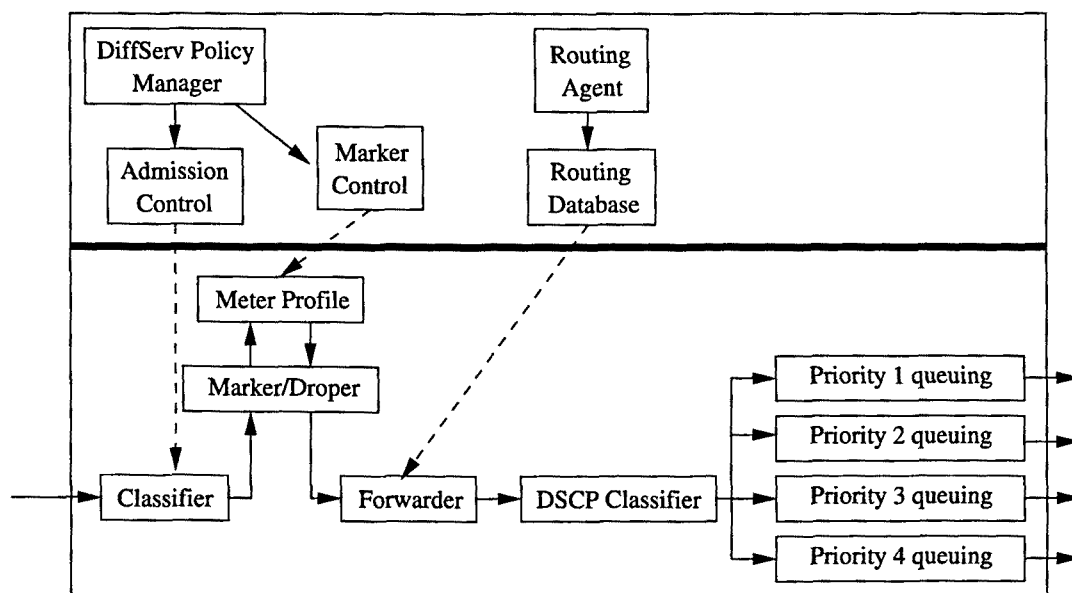 DiffServ Policy
Manager
Routing
Agent
Admission
Control
Marker
Control
Routing
Database
Meter Profile
Marker/Droper
Classifier
Forwarder
DSCP Classifier
Priority 1 queuing
Priority 2 queuing
Priority 3 queuing
Priority 4 queuing